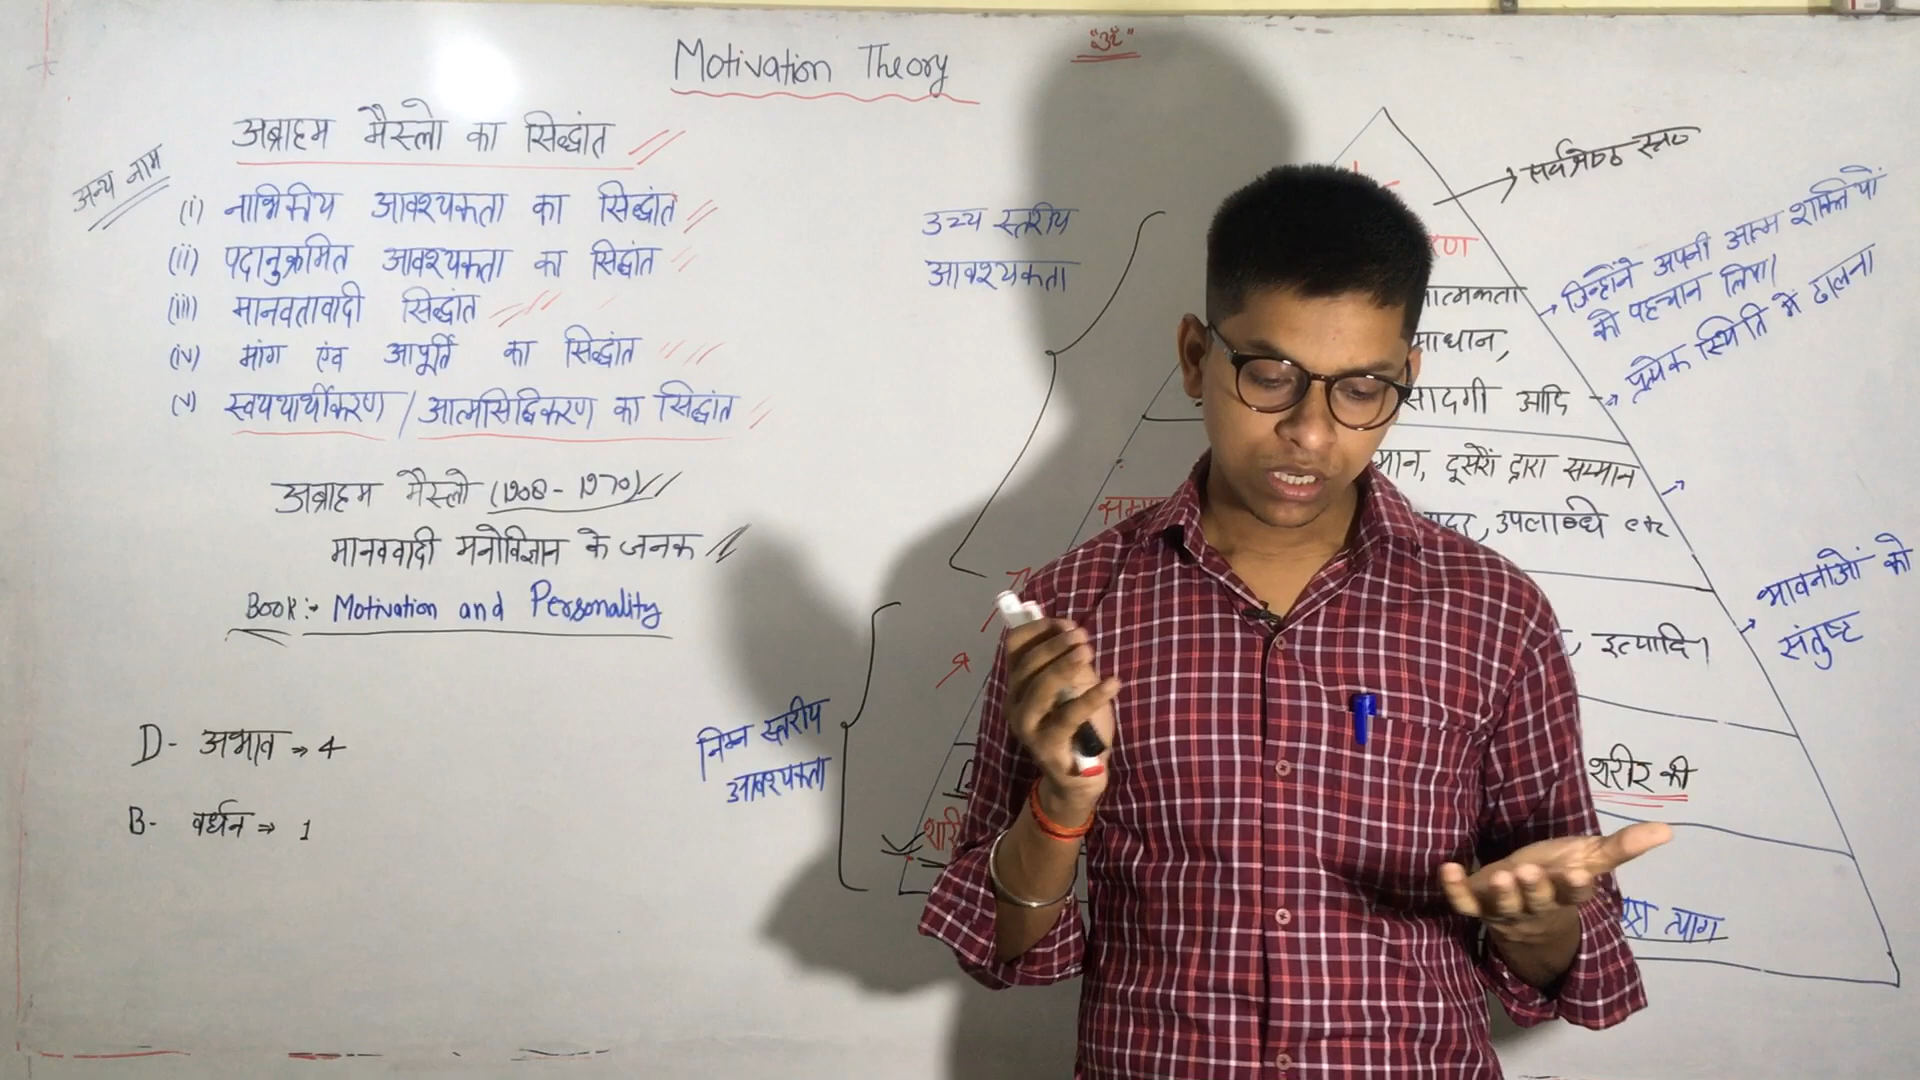 Motivation Theory
"ॐ"
अब्राहम मैस्लो का सिद्धांत
अन्य नाम
(i) नाभिकीय आवश्यकता का सिद्धांत
(ii) पदानुक्रमित आवश्यकता का सिद्धांत
(iii) मानवतावादी सिद्धांत
(iv) मांग एंव आपूर्ति का सिद्धांत
(v) स्वयथार्थीकरण / आत्मसिद्धिकरण का सिद्धांत
अब्राहम मैस्लो (1908 - 1970)
मानववादी मनोविज्ञान के जनक
Book :- Motivation and Personality
D- अभाव ⇒ 4
B- वर्धन ⇒ 1
उच्च स्तरीय
आवश्यकता
निम्न स्तरीय
आवश्यकता
सर्वश्रेष्ठ स्तर
जिन्होंने अपनी आत्म शक्तियों
को पहचान लिया।
प्रत्येक स्थिति में ढालना
सादगी आदि
दूसरों द्वारा सम्मान
उपलब्धि etc
भावनाओं को
संतुष्ट
, इत्यादि।
शरीर की
त्याग